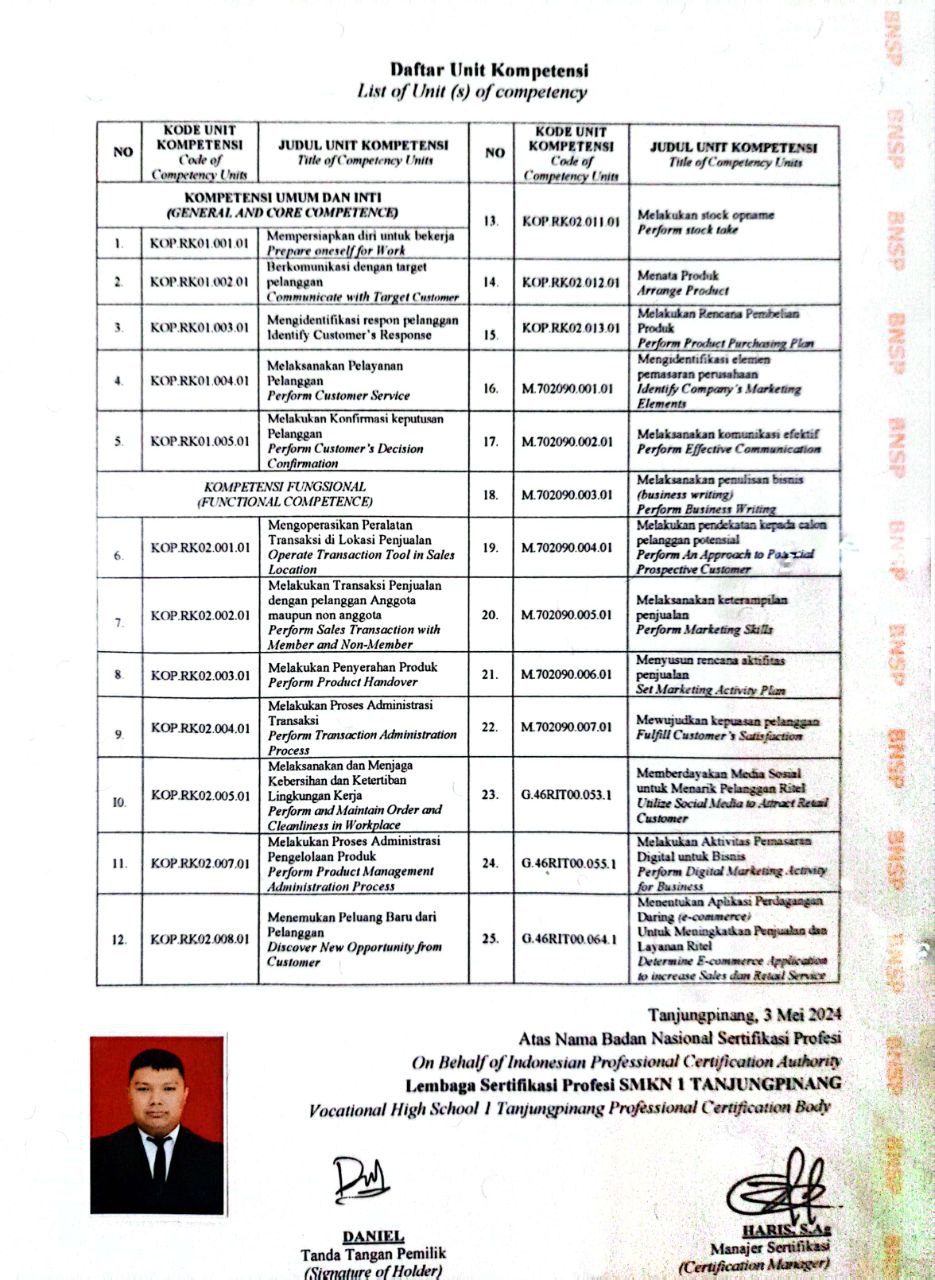 Daftar Unit Kompetensi
List of Unit (s) of competency
NO
KODE UNIT
KOMPETENSI
Code of
Competency Units
JUDUL UNIT KOMPETENSI
Title of Competency Units
NO
KODE UNIT
KOMPETENSI
Code of
Competency Units
JUDUL UNIT KOMPETENSI
Title of Competency Units
KOMPETENSI UMUM DAN INTI
(GENERAL AND CORE COMPETENCE)
1.
KOP.RK01.001.01
Mempersiapkan diri untuk bekerja
Prepare oneself for Work
2.
KOP.RK01.002.01
Berkomunikasi dengan target
pelanggan
Communicate with Target Customer
3.
KOP.RK01.003.01
Mengidentifikasi respon pelanggan
Identify Customer's Response
4.
KOP.RK01.004.01
Melaksanakan Pelayanan
Pelanggan
Perform Customer Service
5.
KOP.RK01.005.01
Melakukan Konfirmasi keputusan
Pelanggan
Perform Customer's Decision
Confirmation
KOMPETENSI FUNGSIONAL
(FUNCTIONAL COMPETENCE)
6.
KOP.RK02.001.01
Mengoperasikan Peralatan
Transaksi di Lokasi Penjualan
Operate Transaction Tool in Sales
Location
7.
KOP.RK02.002.01
Melakukan Transaksi Penjualan
dengan pelanggan Anggota
maupun non anggota
Perform Sales Transaction with
Member and Non-Member
8.
KOP.RK02.003.01
Melakukan Penyerahan Produk
Perform Product Handover
9.
KOP.RK02.004.01
Melakukan Proses Administrasi
Transaksi
Perform Transaction Administration
Process
10.
KOP.RK02.005.01
Melaksanakan dan Menjaga
Kebersihan dan Ketertiban
Lingkungan Kerja
Perform and Maintain Order and
Cleanliness in Workplace
11.
KOP.RK02.007.01
Melakukan Proses Administrasi
Pengelolaan Produk
Perform Product Management
Administration Process
12.
KOP.RK02.008.01
Menemukan Peluang Baru dari
Pelanggan
Discover New Opportunity from
Customer
13.
KOP.RK02.011.01
Melakukan stock opname
Perform stock take
14.
KOP.RK02.012.01
Menata Produk
Arrange Product
15.
KOP.RK02.013.01
Melakukan Rencana Pembelian
Produk
Perform Product Purchasing Plan
16.
M.702090.001.01
Mengidentifikasi elemen
pemasaran perusahaan
Identify Company's Marketing
Elements
17.
M.702090.002.01
Melaksanakan komunikasi efektif
Perform Effective Communication
18.
M.702090.003.01
Melaksanakan penulisan bisnis
(business writing)
Perform Business Writing
19.
M.702090.004.01
Melakukan pendekatan kepada calon
pelanggan potensial
Perform An Approach to
Prospective Customer
20.
M.702090.005.01
Melaksanakan keterampilan
penjualan
Perform Marketing Skills
21.
M.702090.006.01
Menyusun rencana aktifitas
penjualan
Set Marketing Activity Plan
22.
M.702090.007.01
Mewujudkan kepuasan pelanggan
Fulfill Customer's Satisfaction
23.
G.46RIT00.053.1
Memberdayakan Media Sosial
untuk Menarik Pelanggan Ritel
Utilize Social Media to Attract Retail
Customer
24.
G.46RIT00.055.1
Melakukan Aktivitas Pemasaran
Digital untuk Bisnis
Perform Digital Marketing Activity
for Business
25.
G.46RIT00.064.1
Menentukan Aplikasi Perdagangan
Daring (e-commerce)
Untuk Meningkatkan Penjualan dan
Layanan Ritel
Determine E-commerce Application
to increase Sales dan Retail Service
Tanjungpinang, 3 Mei 2024
Atas Nama Badan Nasional Sertifikasi Profesi
On Behalf of Indonesian Professional Certification Authority
Lembaga Sertifikasi Profesi SMKN 1 TANJUNGPINANG
Vocational High School 1 Tanjungpinang Professional Certification Body
DANIEL
Tanda Tangan Pemilik
(Signature of Holder)
HARIS, S.Ag
Manajer Sertifikasi
(Certification Manager)
BNSP
BNSP
BNSP
BNSP
BNSP
BNSP
BNSP
BNSP
BNSP
BNSP
BNSP
BNSP
BNSP